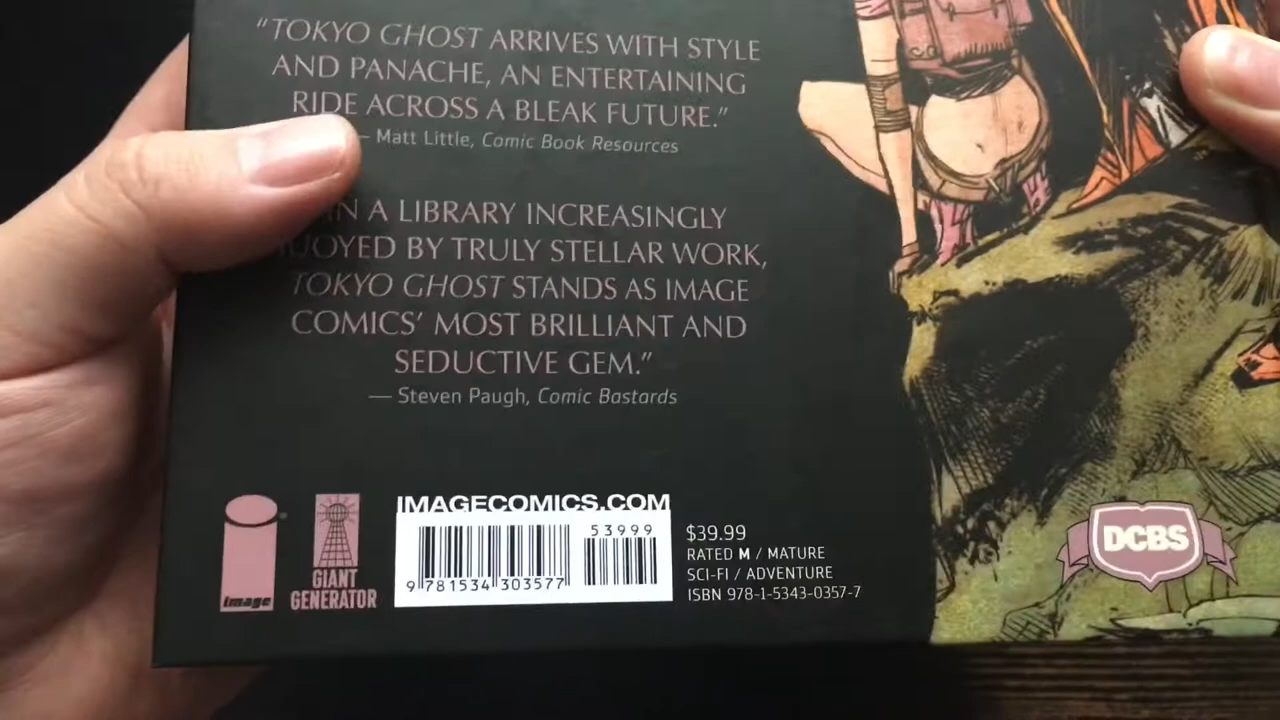 “TOKYO GHOST ARRIVES WITH STYLE
AND PANACHE, AN ENTERTAINING
RIDE ACROSS A BLEAK FUTURE.”
— Matt Little, Comic Book Resources
IN A LIBRARY INCREASINGLY
BY TRULY STELLAR WORK,
TOKYO GHOST STANDS AS IMAGE
COMICS’ MOST BRILLIANT AND
SEDUCTIVE GEM.”
— Steven Paugh, Comic Bastards
IMAGECOMICS.COM
53999
9 781534 303577
$39.99
RATED M / MATURE
SCI-FI / ADVENTURE
ISBN 978-1-5343-0357-7
image
GIANT
GENERATOR
DCBS